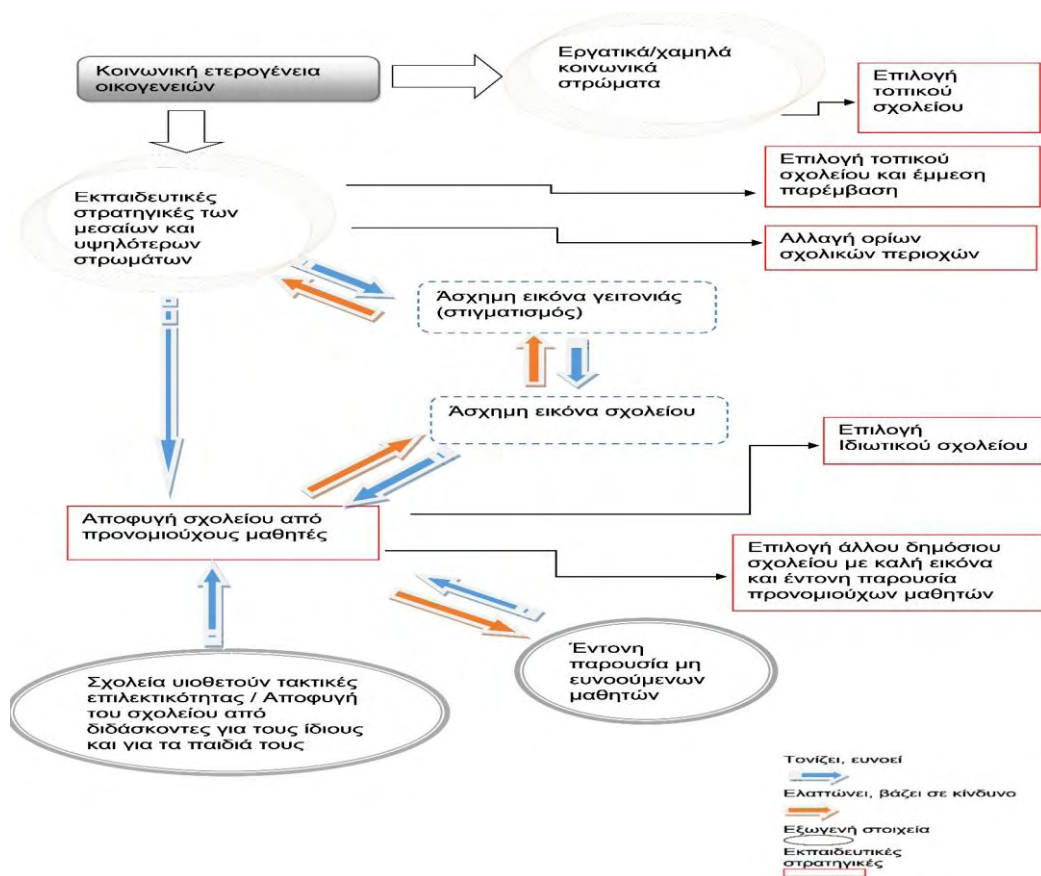 Κοινωνική ετερογένεια
οικογενειών
Εργατικά/χαμηλά
κοινωνικά
στρώματα
Επιλογή
τοπικού
σχολείου
Εκπαιδευτικές
στρατηγικές των
μεσαίων και
υψηλότερων
στρωμάτων
Επιλογή τοπικού
σχολείου και έμμεση
παρέμβαση
Αλλαγή ορίων
σχολικών περιοχών
Άσχημη εικόνα γειτονιάς
(στιγματισμός)
Άσχημη εικόνα σχολείου
Επιλογή
Ιδιωτικού σχολείου
Αποφυγή σχολείου από
προνομιούχους μαθητές
Επιλογή άλλου δημόσιου
σχολείου με καλή εικόνα
και έντονη παρουσία
προνομιούχων μαθητών
Έντονη
παρουσία μη
ευνοούμενων
μαθητών
Σχολεία υιοθετούν τακτικές
επιλεκτικότητας / Αποφυγή
του σχολείου από
διδάσκοντες για τους ίδιους
και για τα παιδιά τους
Τονίζει, ευνοεί
Ελαττώνει, βάζει σε κίνδυνο
Εξωγενή στοιχεία
Εκπαιδευτικές
στρατηγικές